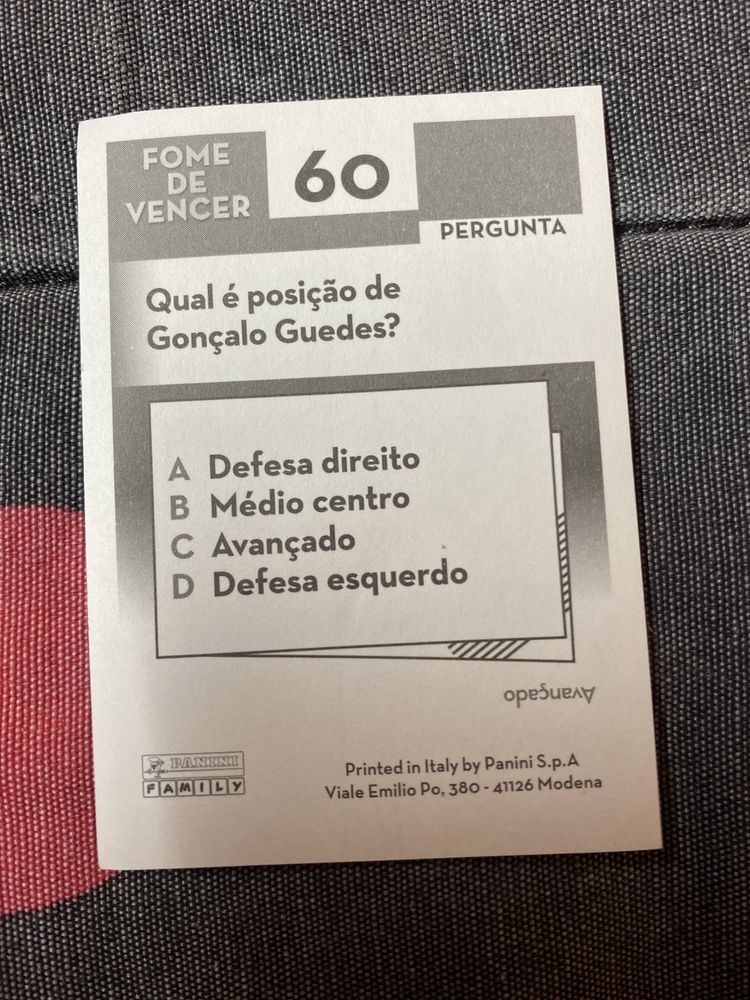 FOME
DE
VENCER
60
PERGUNTA
Qual é posição de
Gonçalo Guedes?
A Defesa direito
B Médio centro
C Avançado
D Defesa esquerdo
Avançado
PANINI
FAMILY
Printed in Italy by Panini S.p.A
Viale Emilio Po, 380 - 41126 Modena